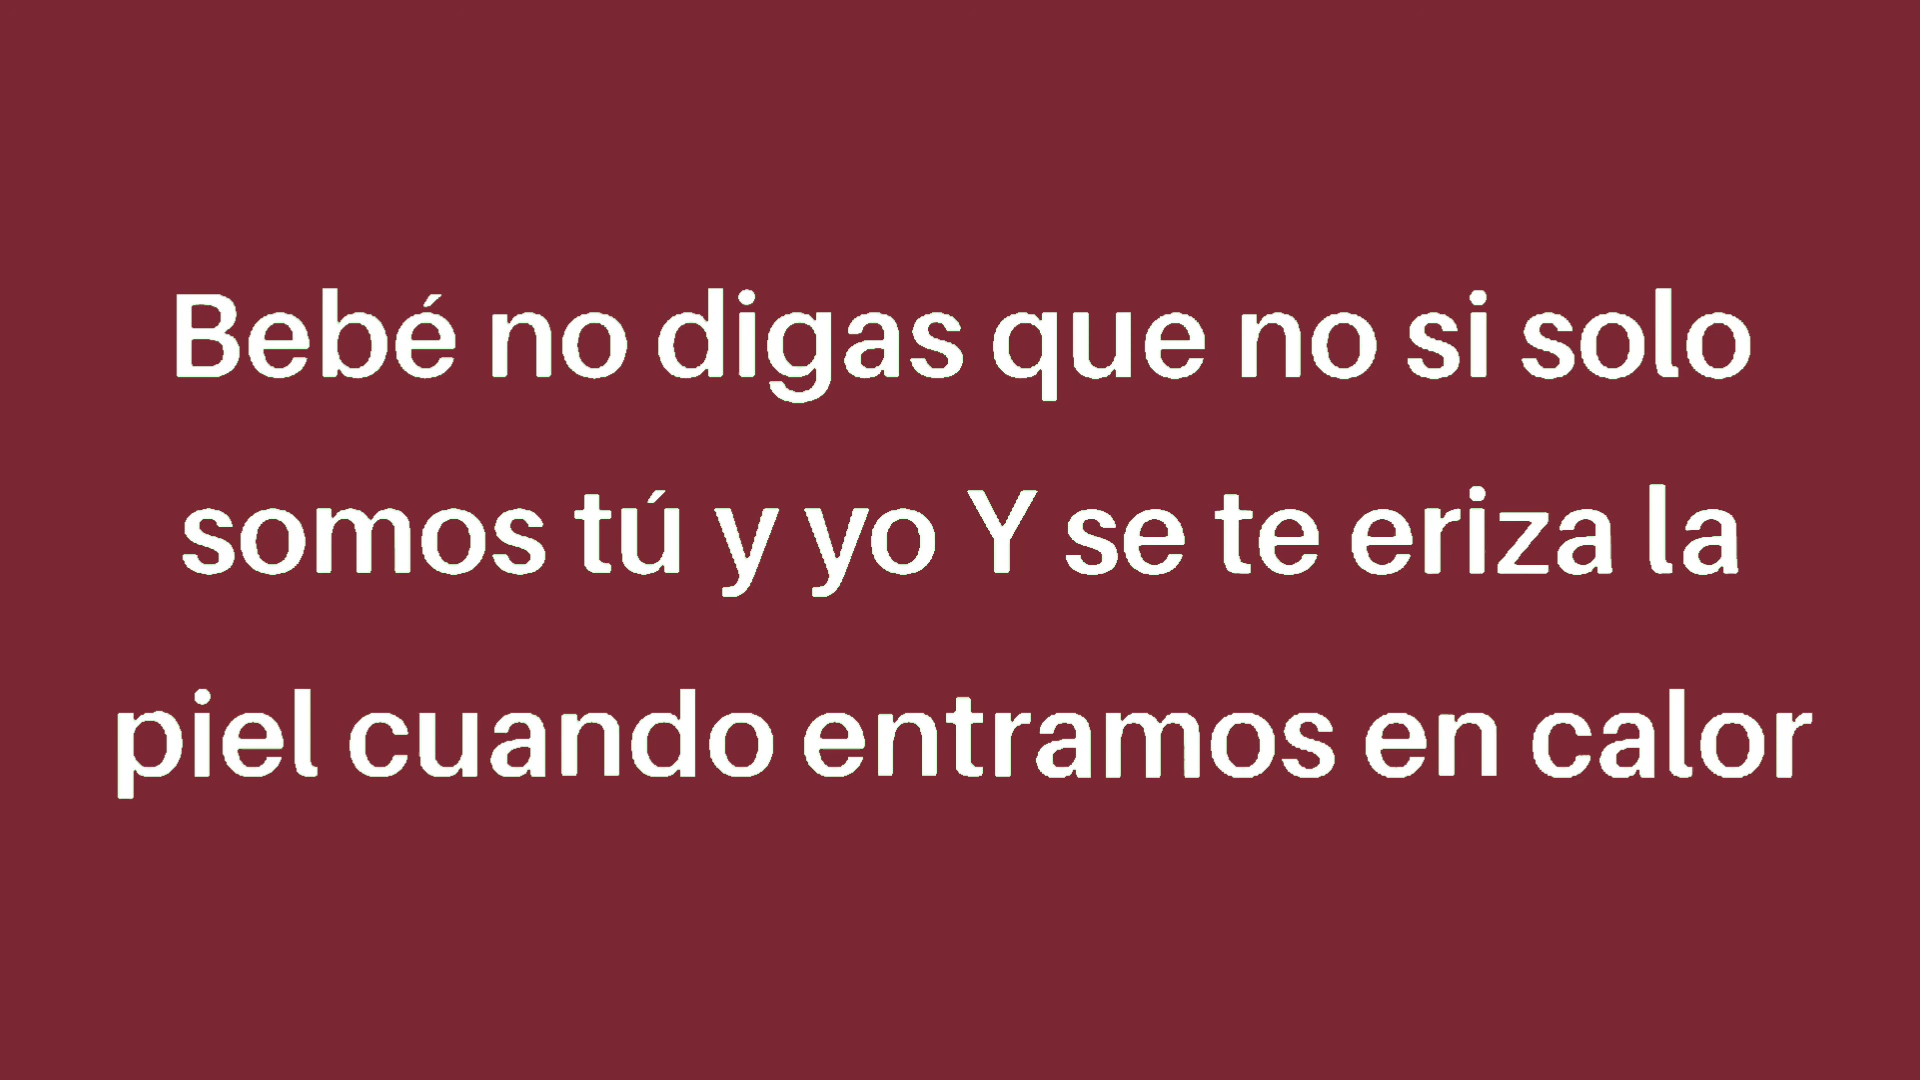 Bebé no digas que no si solo
somos tú y yo Y se te eriza la
piel cuando entramos en calor